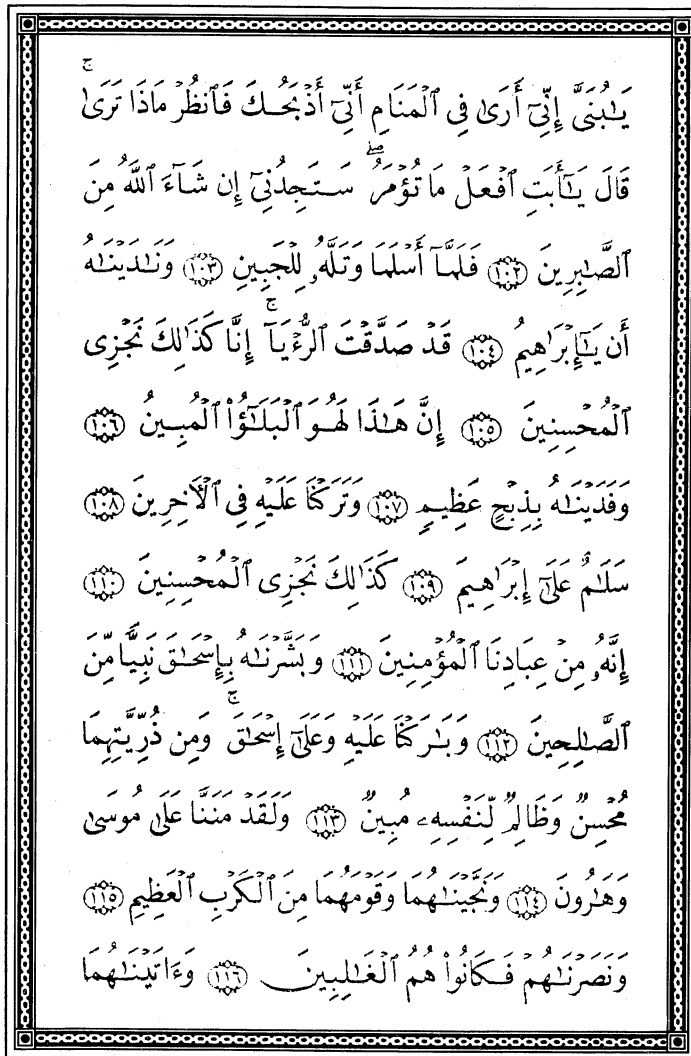 يَـٰبُنَىَّ إِنِّىٓ أَرَىٰ فِى ٱلْمَنَامِ أَنِّىٓ أَذْبَحُكَ فَٱنظُرْ مَاذَا تَرَىٰ ۚ
قَالَ يَـٰٓأَبَتِ ٱفْعَلْ مَا تُؤْمَرُ ۖ سَتَجِدُنِىٓ إِن شَآءَ ٱللَّهُ مِنَ
ٱلصَّـٰبِرِينَ ١٠٢ فَلَمَّآ أَسْلَمَا وَتَلَّهُۥ لِلْجَبِينِ ١٠٣ وَنَـٰدَيْنَـٰهُ
أَن يَـٰٓإِبْرَٰهِيمُ ١٠٤ قَدْ صَدَّقْتَ ٱلرُّءْيَآ ۚ إِنَّا كَذَٰلِكَ نَجْزِى
ٱلْمُحْسِنِينَ ١٠٥ إِنَّ هَـٰذَا لَهُوَ ٱلْبَلَـٰٓؤُا۟ ٱلْمُبِينُ ١٠٦
وَفَدَيْنَـٰهُ بِذِبْحٍ عَظِيمٍ ١٠٧ وَتَرَكْنَا عَلَيْهِ فِى ٱلْـَٔاخِرِينَ ١٠٨
سَلَـٰمٌ عَلَىٰٓ إِبْرَٰهِيمَ ١٠٩ كَذَٰلِكَ نَجْزِى ٱلْمُحْسِنِينَ ١١٠
إِنَّهُۥ مِنْ عِبَادِنَا ٱلْمُؤْمِنِينَ ١١١ وَبَشَّرْنَـٰهُ بِإِسْحَـٰقَ نَبِيًّا مِّنَ
ٱلصَّـٰلِحِينَ ١١٢ وَبَـٰرَكْنَا عَلَيْهِ وَعَلَىٰٓ إِسْحَـٰقَ ۚ وَمِن ذُرِّيَّتِهِمَا
مُحْسِنٌ وَظَالِمٌ لِّنَفْسِهِۦ مُبِينٌ ١١٣ وَلَقَدْ مَنَنَّا عَلَىٰ مُوسَىٰ
وَهَـٰرُونَ ١١٤ وَنَجَّيْنَـٰهُمَا وَقَوْمَهُمَا مِنَ ٱلْكَرْبِ ٱلْعَظِيمِ ١١٥
وَنَصَرْنَـٰهُمْ فَكَانُوا۟ هُمُ ٱلْغَـٰلِبِينَ ١١٦ وَءَاتَيْنَـٰهُمَا